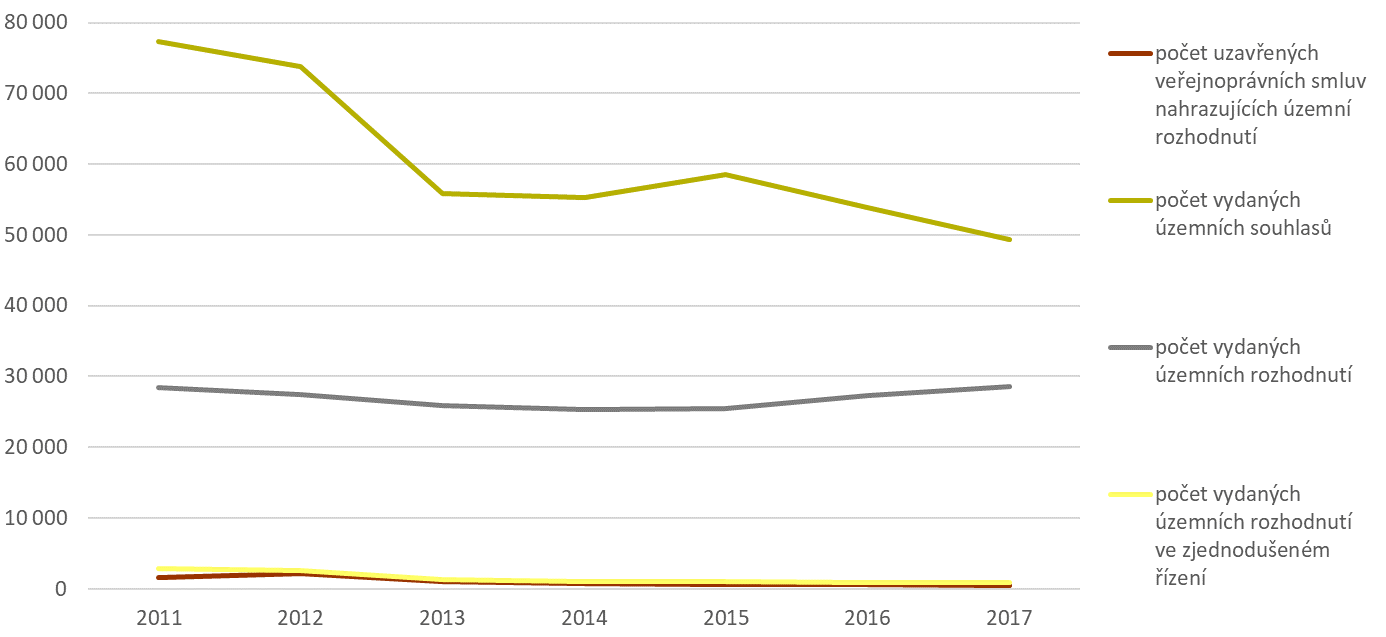 80 000
70 000
60 000
50 000
40 000
30 000
20 000
10 000
0
2011 2012 2013 2014 2015 2016 2017
počet uzavřených
veřejnoprávních smluv
nahrazujících územní
rozhodnutí
počet vydaných
územních souhlasů
počet vydaných
územních rozhodnutí
počet vydaných
územních rozhodnutí
ve zjednodušeném
řízení